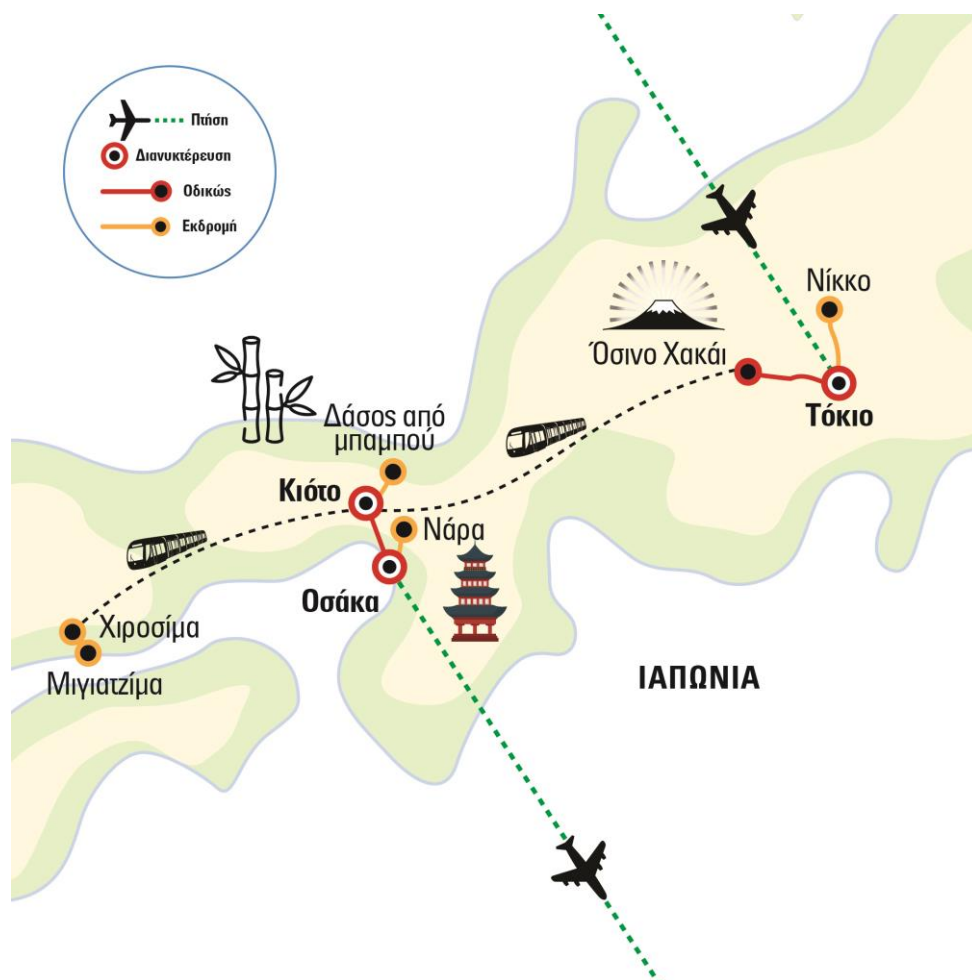 Πτήση
Διανυκτέρευση
Οδικώς
Εκδρομή
Νίκκο
Όσινο Χακάι
Τόκιο
Δάσος από
μπαμπού
Κιότο
Νάρα
Οσάκα
Χιροσίμα
Μιγιατζίμα
ΙΑΠΩΝΙΑ